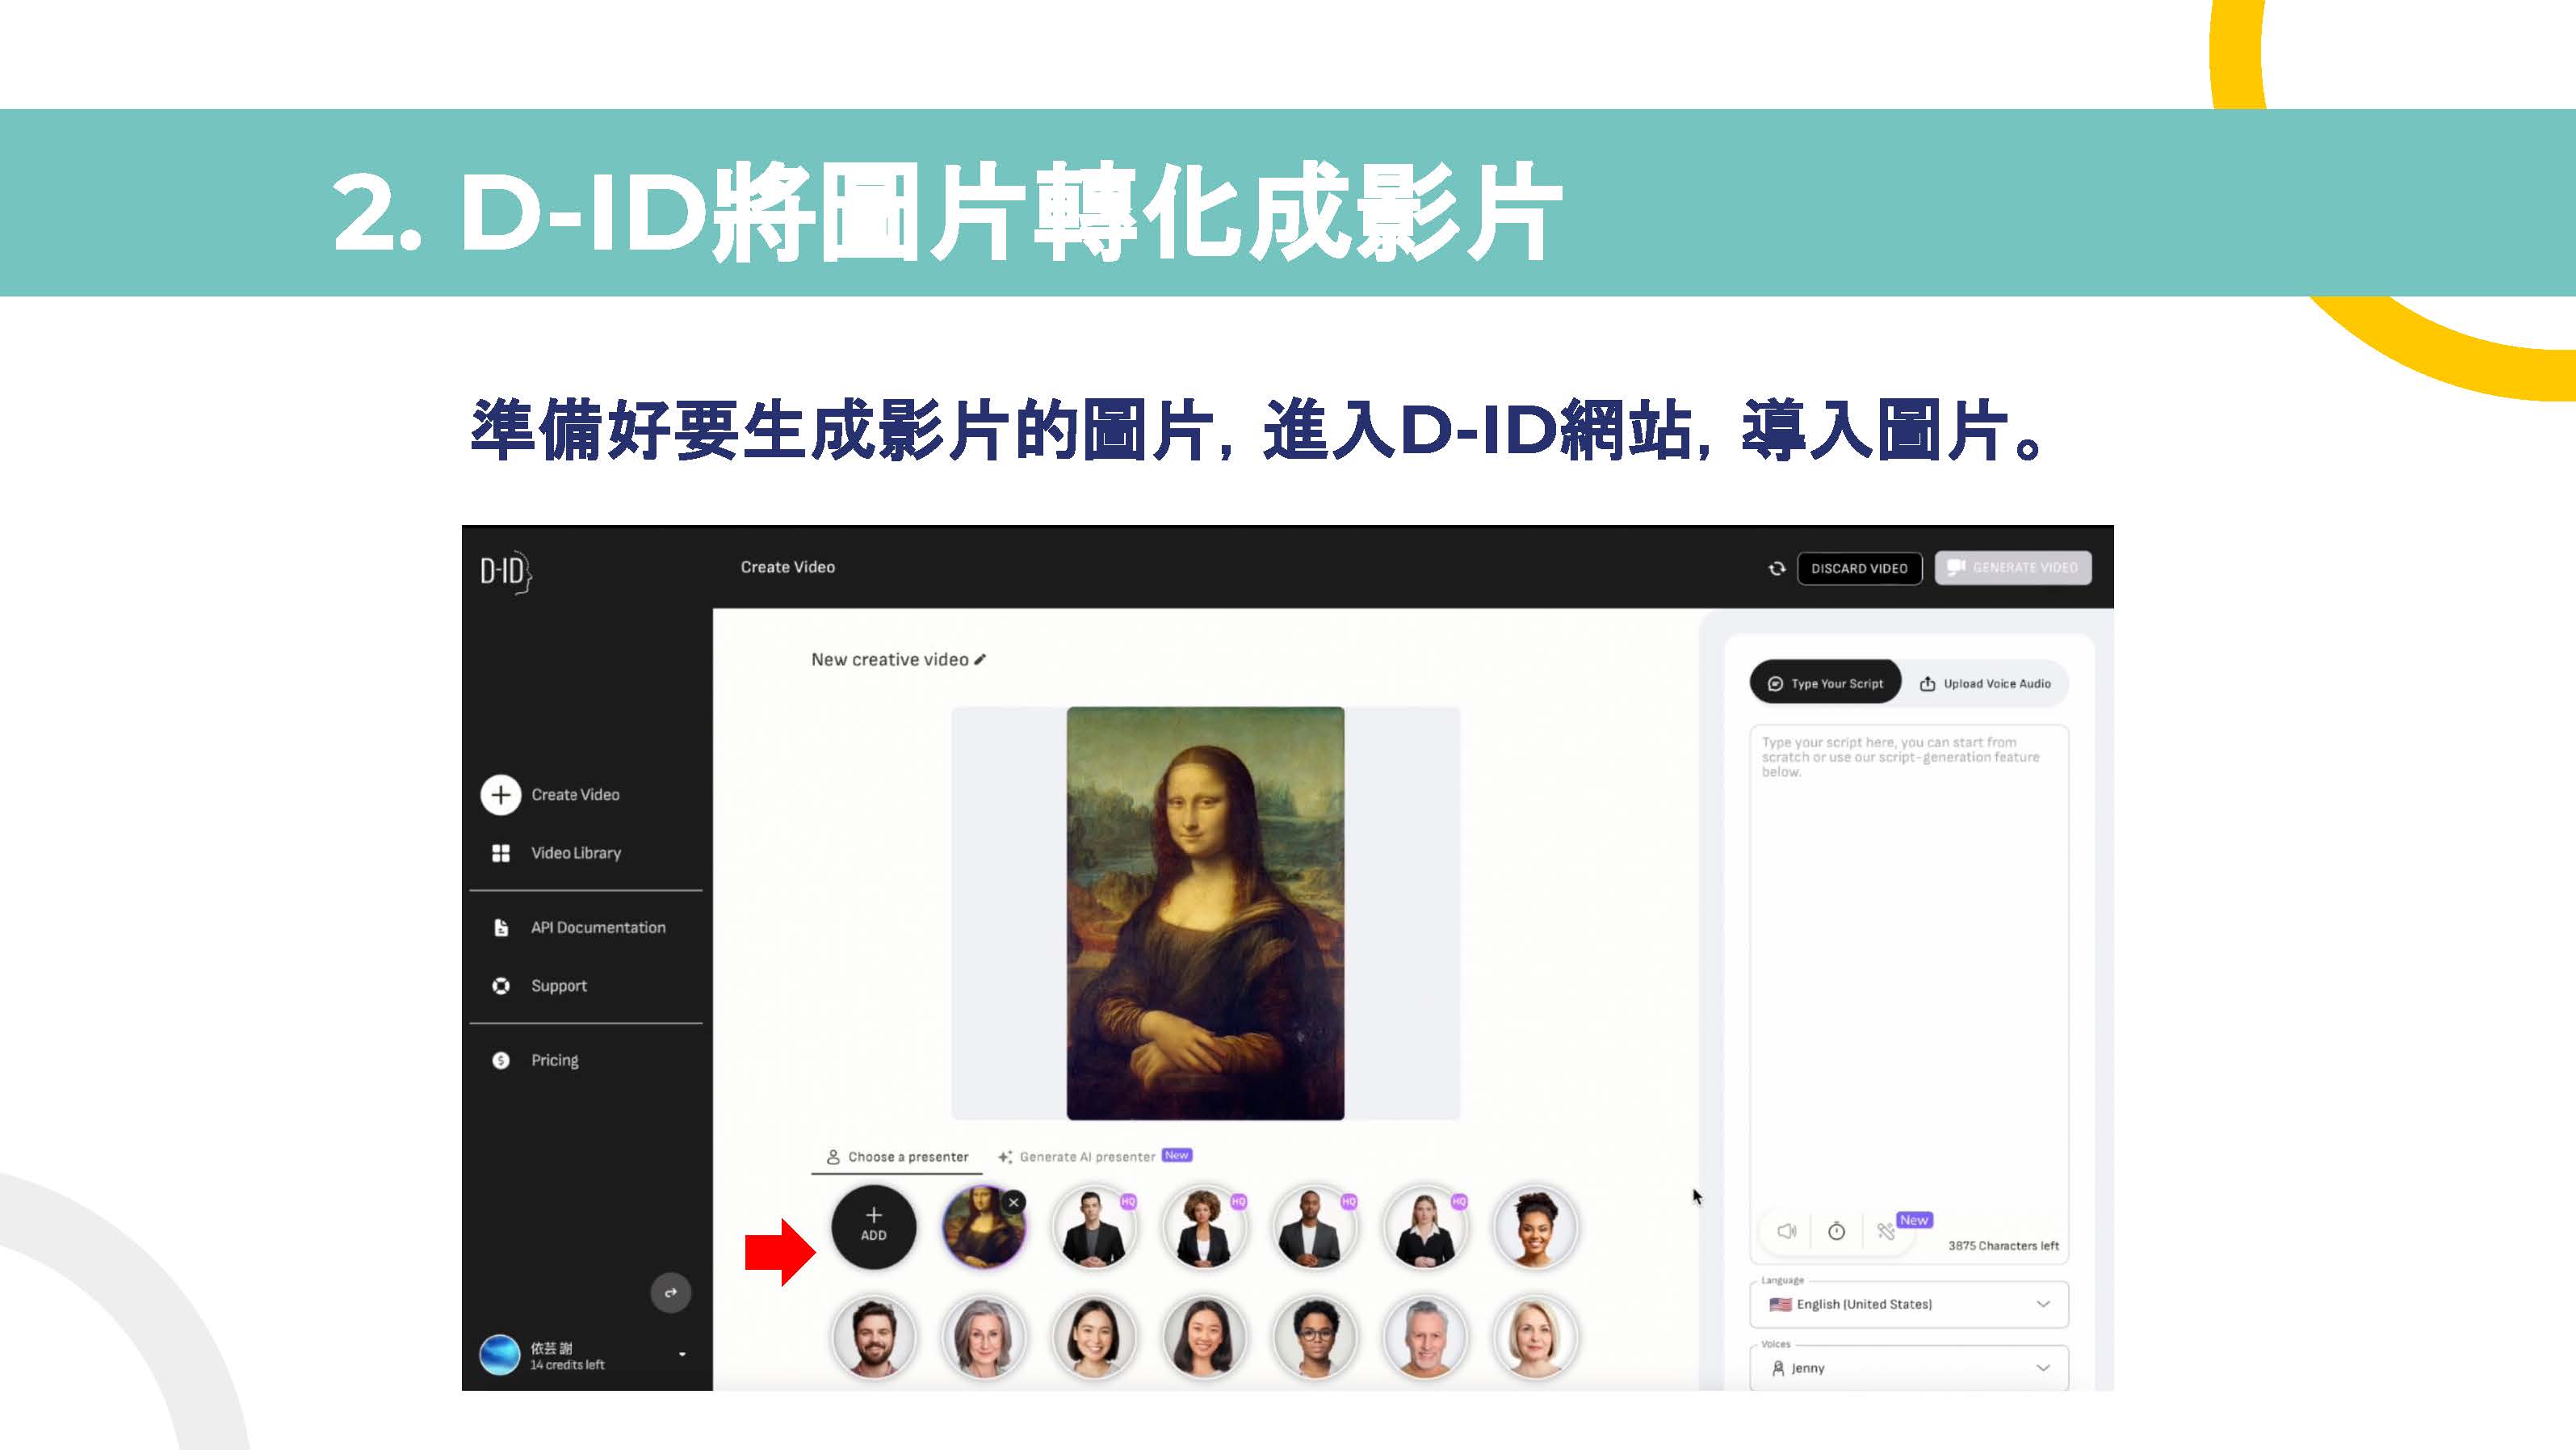 2. D-ID將圖片轉化成影片
準備好要生成影片的圖片，進入D-ID網站，導入圖片。
D-ID
Create Video
DISCARD VIDEO
GENERATE VIDEO
New creative video
Type Your Script
Upload Voice Audio
Type your script here, you can start from
scratch or use our script-generation feature
below.
Create Video
Video Library
API Documentation
Support
Pricing
Choose a presenter
Generate AI presenter New
+
ADD
HQ
HQ
HQ
HQ
New
3875 Characters left
Language
English (United States)
Voices
Jenny
依芸 謝
14 credits left